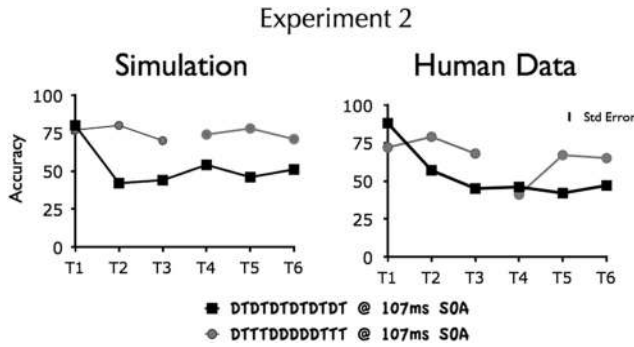 Experiment 2
Simulation
Human Data
100
75
50
25
0
Accuracy
T1 T2 T3 T4 T5 T6
100
75
50
25
0
Std Error
T1 T2 T3 T4 T5 T6
DTDTDTDTDTDT @ 107ms SOA
DTTTDDDDDTTT @ 107ms SOA